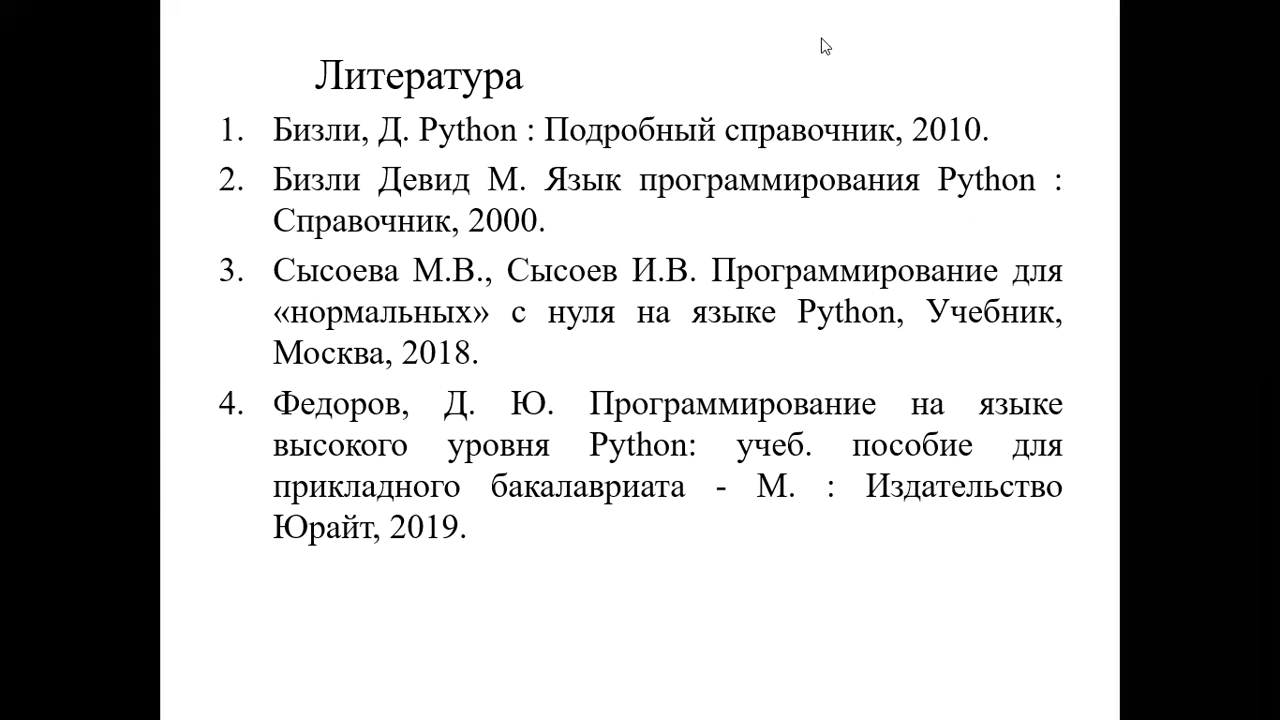 Литература
1. Бизли, Д. Python : Подробный справочник, 2010.
2. Бизли Девид М. Язык программирования Python :
Справочник, 2000.
3. Сысоева М.В., Сысоев И.В. Программирование для
«нормальных» с нуля на языке Python, Учебник,
Москва, 2018.
4. Федоров, Д. Ю. Программирование на языке
высокого уровня Python: учеб. пособие для
прикладного бакалавриата - М. : Издательство
Юрайт, 2019.